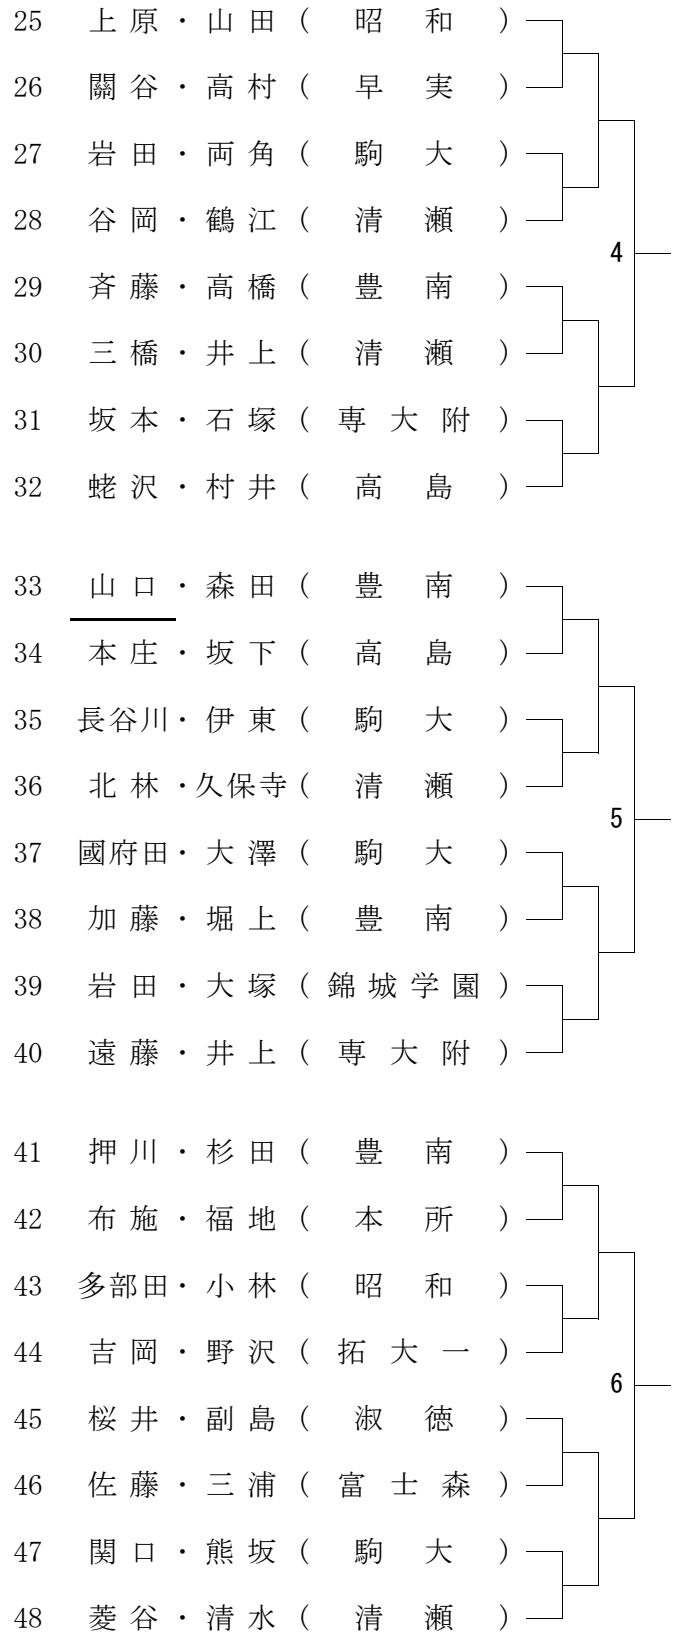 25 上原・山田(昭和)
26 關谷・高村(早実)
27 岩田・両角(駒大)
28 谷岡・鶴江(清瀬)
4
29 斉藤・高橋(豊南)
30 三橋・井上(清瀬)
31 坂本・石塚(専大附)
32 蛯沢・村井(高島)
33 山口・森田(豊南)
34 本庄・坂下(高島)
35 長谷川・伊東(駒大)
36 北林・久保寺(清瀬)
5
37 國府田・大澤(駒大)
38 加藤・堀上(豊南)
39 岩田・大塚(錦城学園)
40 遠藤・井上(専大附)
41 押川・杉田(豊南)
42 布施・福地(本所)
43 多部田・小林(昭和)
44 吉岡・野沢(拓大一)
6
45 桜井・副島(淑徳)
46 佐藤・三浦(富士森)
47 関口・熊坂(駒大)
48 菱谷・清水(清瀬)